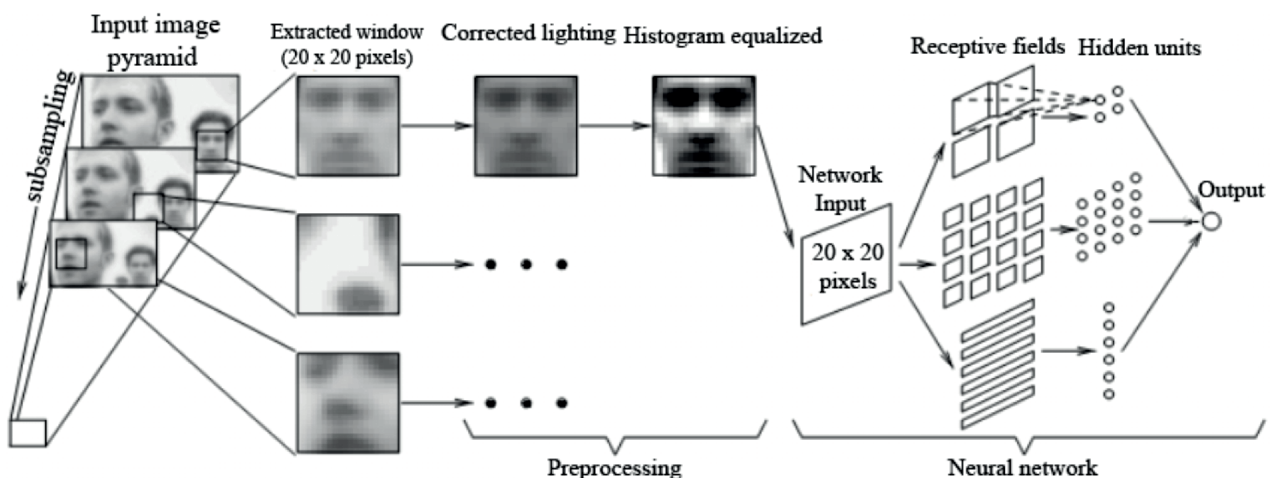 Input image
pyramid
subsampling
Extracted window
(20 x 20 pixels)
Corrected lighting
Histogram equalized
Receptive fields
Hidden units
Network
Input
20 x 20
pixels
Output
Preprocessing
Neural network